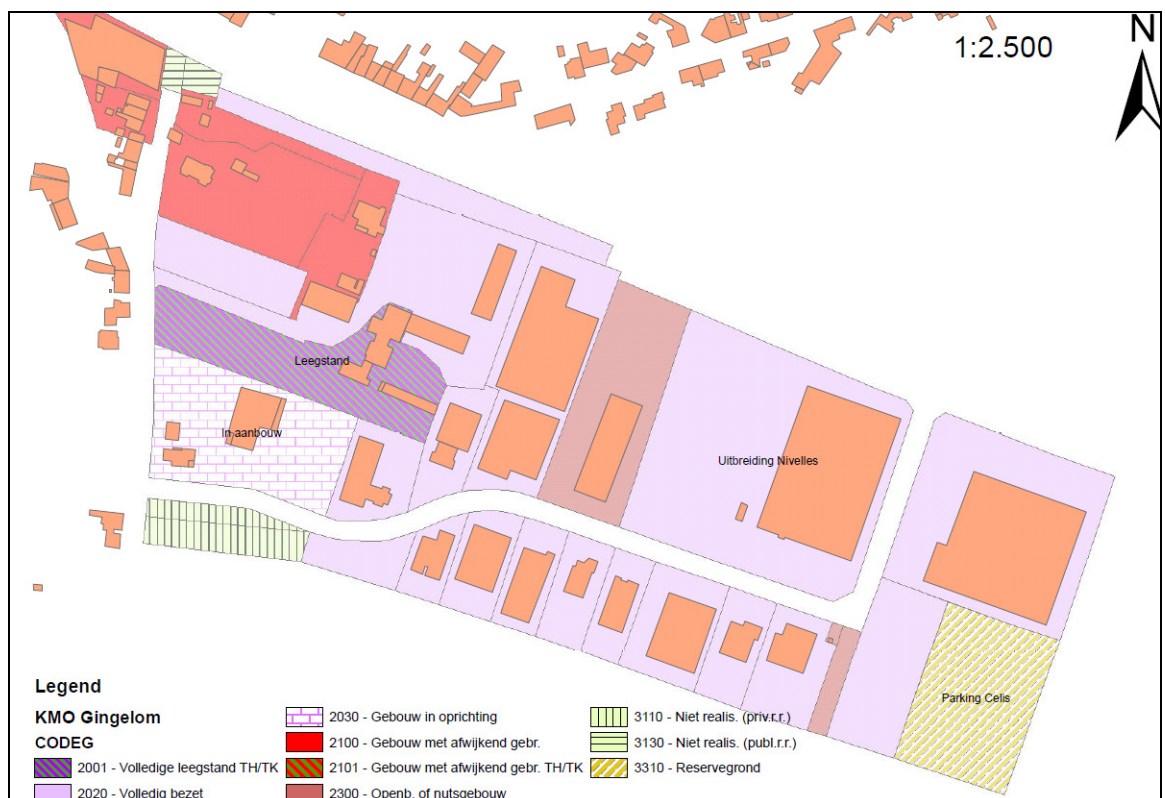 1:2.500
N
Leegstand
In aanbouw
Uitbreiding Nivelles
Parking Celis
Legend
KMO Gingelom
CODEG
2001 - Volledige leegstand TH/TK
2020 - Volledig bezet
2030 - Gebouw in oprichting
2100 - Gebouw met afwijkend gebr.
2101 - Gebouw met afwijkend gebr. TH/TK
2300 - Openb. of nutsgebouw
3110 - Niet realis. (priv.r.r.)
3130 - Niet realis. (publ.r.r.)
3310 - Reservegrond